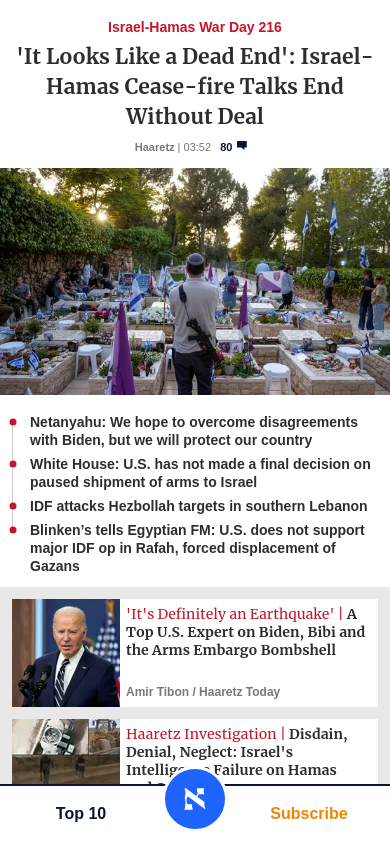 Israel-Hamas War Day 216
'It Looks Like a Dead End': Israel-
Hamas Cease-fire Talks End
Without Deal
Haaretz | 03:52 80
Netanyahu: We hope to overcome disagreements
with Biden, but we will protect our country
White House: U.S. has not made a final decision on
paused shipment of arms to Israel
IDF attacks Hezbollah targets in southern Lebanon
Blinken's tells Egyptian FM: U.S. does not support
major IDF op in Rafah, forced displacement of
Gazans
'It's Definitely an Earthquake' | A
Top U.S. Expert on Biden, Bibi and
the Arms Embargo Bombshell
Amir Tibon / Haaretz Today
Haaretz Investigation | Disdain,
Denial, Neglect: Israel's
Failure on Hamas
Top 10
Subscribe